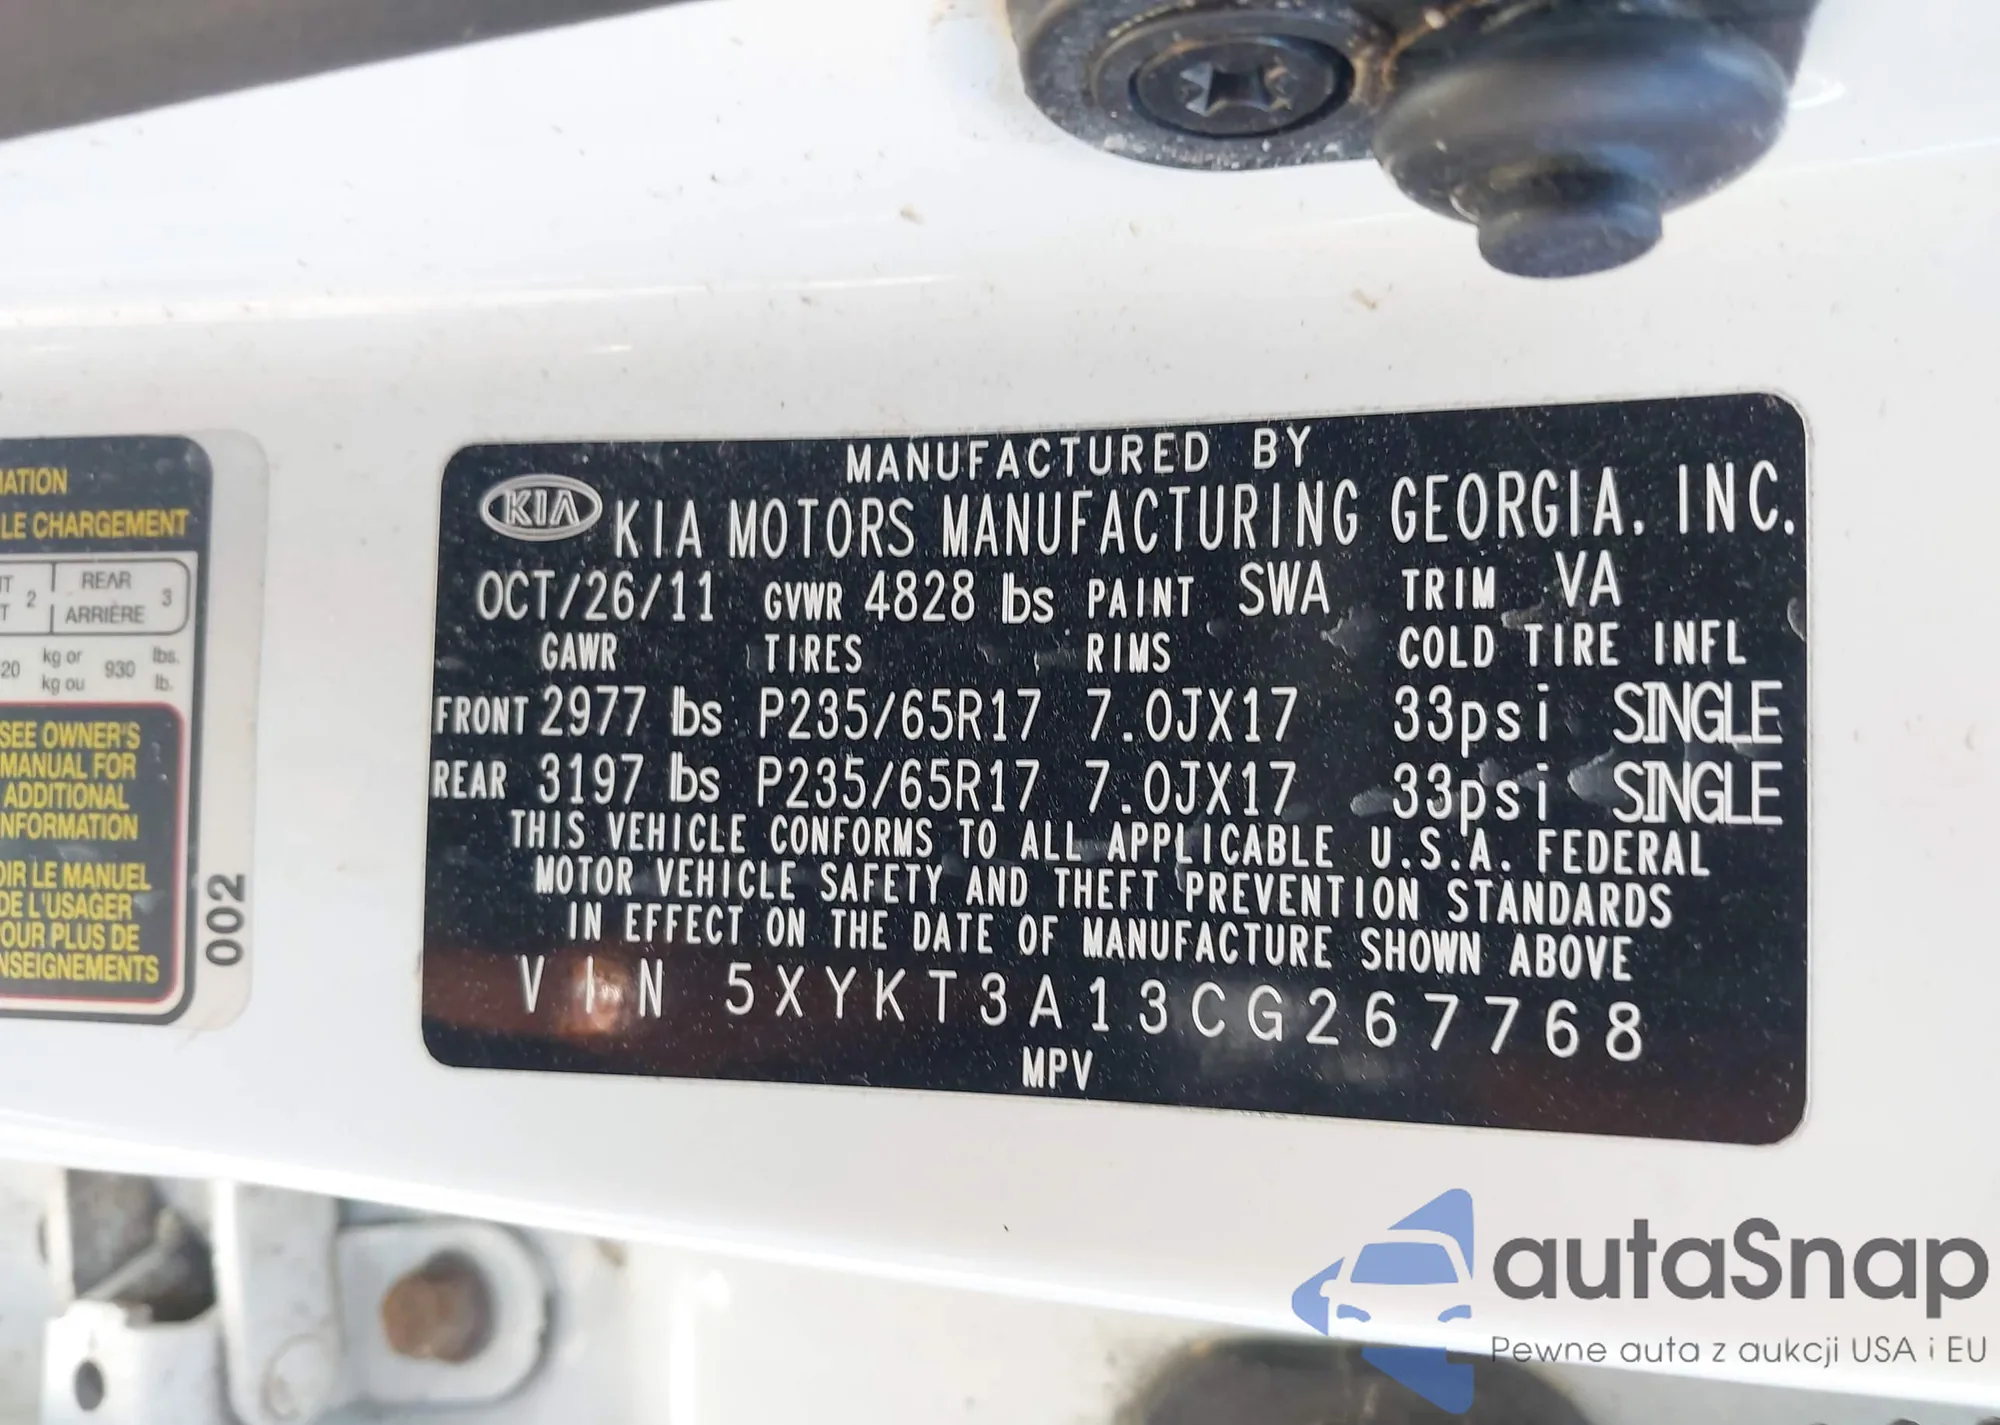 MANUFACTURED BY
KIA KIA MOTORS MANUFACTURING GEORGIA, INC.
OCT/26/11 GVWR 4828 lbs PAINT SWA TRIM VA
GAWR TIRES RIMS COLD TIRE INFL
FRONT 2977 lbs P235/65R17 7.0JX17 33psi SINGLE
REAR 3197 lbs P235/65R17 7.0JX17 33psi SINGLE
THIS VEHICLE CONFORMS TO ALL APPLICABLE U.S.A. FEDERAL
MOTOR VEHICLE SAFETY AND THEFT PREVENTION STANDARDS
IN EFFECT ON THE DATE OF MANUFACTURE SHOWN ABOVE
VIN 5XYKT3A13CG267768
MPV
LE CHARGEMENT
2 REAR 3
ARRIÈRE
kg or 930 lbs.
kg ou lb.
SEE OWNER'S
MANUAL FOR
ADDITIONAL
LE MANUEL
DE L'USAGER
PLUS DE
002
autaSnap
Pewne auta z aukcji USA i EU